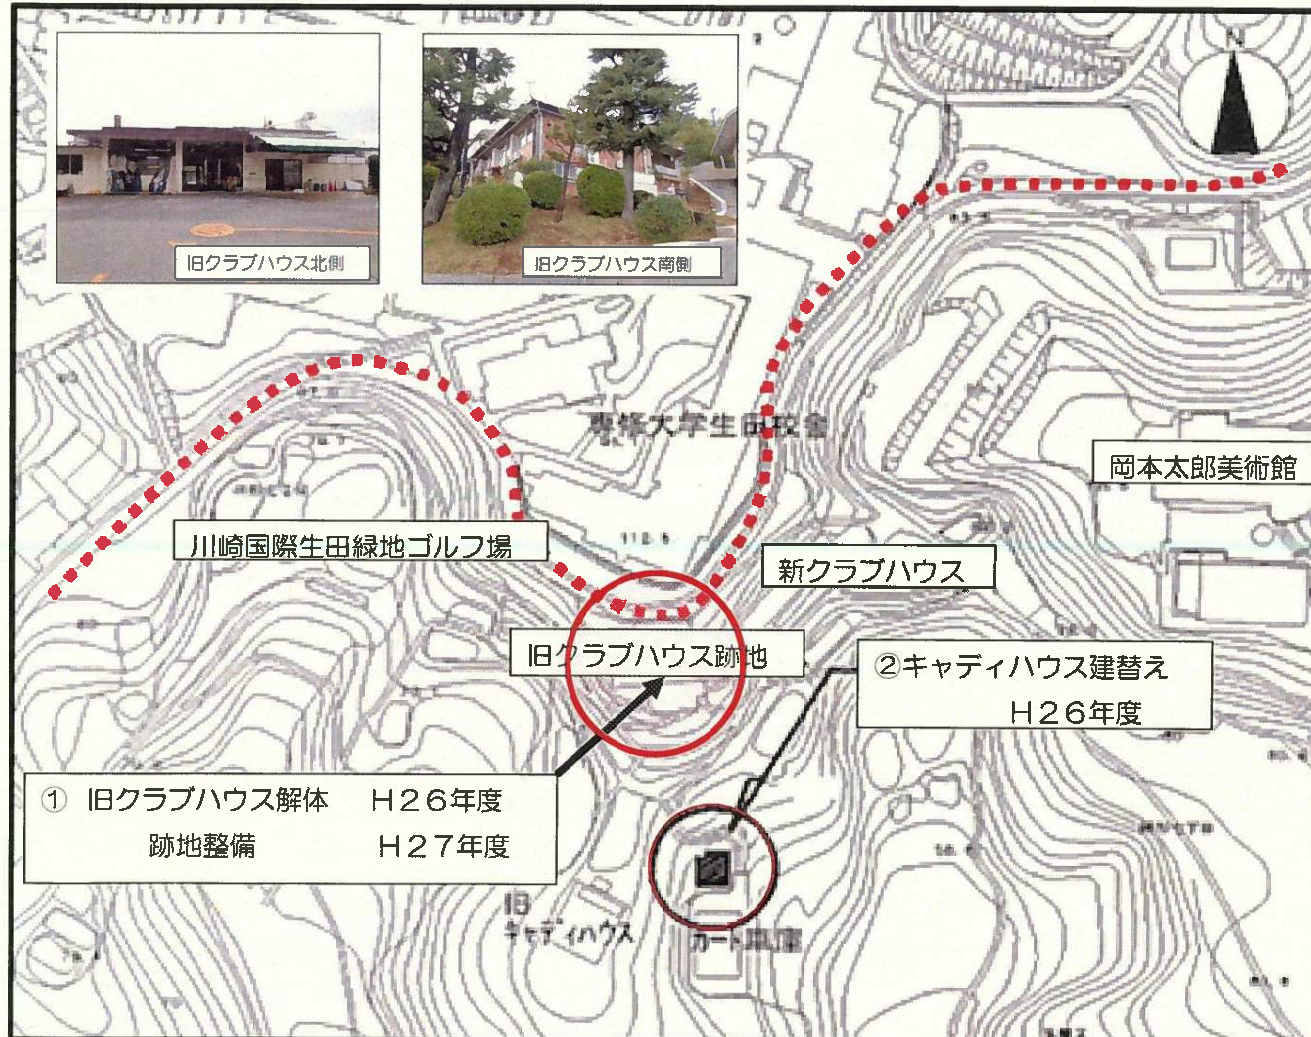 N
旧クラブハウス北側
旧クラブハウス南側
専修大学生田校舎
岡本太郎美術館
川崎国際生田緑地ゴルフ場
112.5
新クラブハウス
旧クラブハウス跡地
②キャディハウス建替え
H26年度
① 旧クラブハウス解体 H26年度
跡地整備 H27年度
旧
キャディハウス
カート車庫